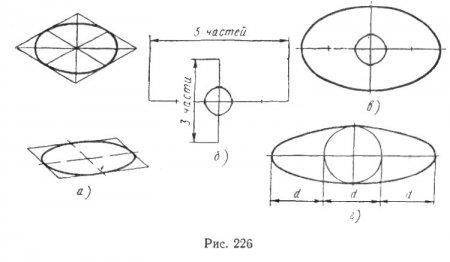 5 частей
3 части
а)
б)
в)
d
d
d
г)
Рис. 226